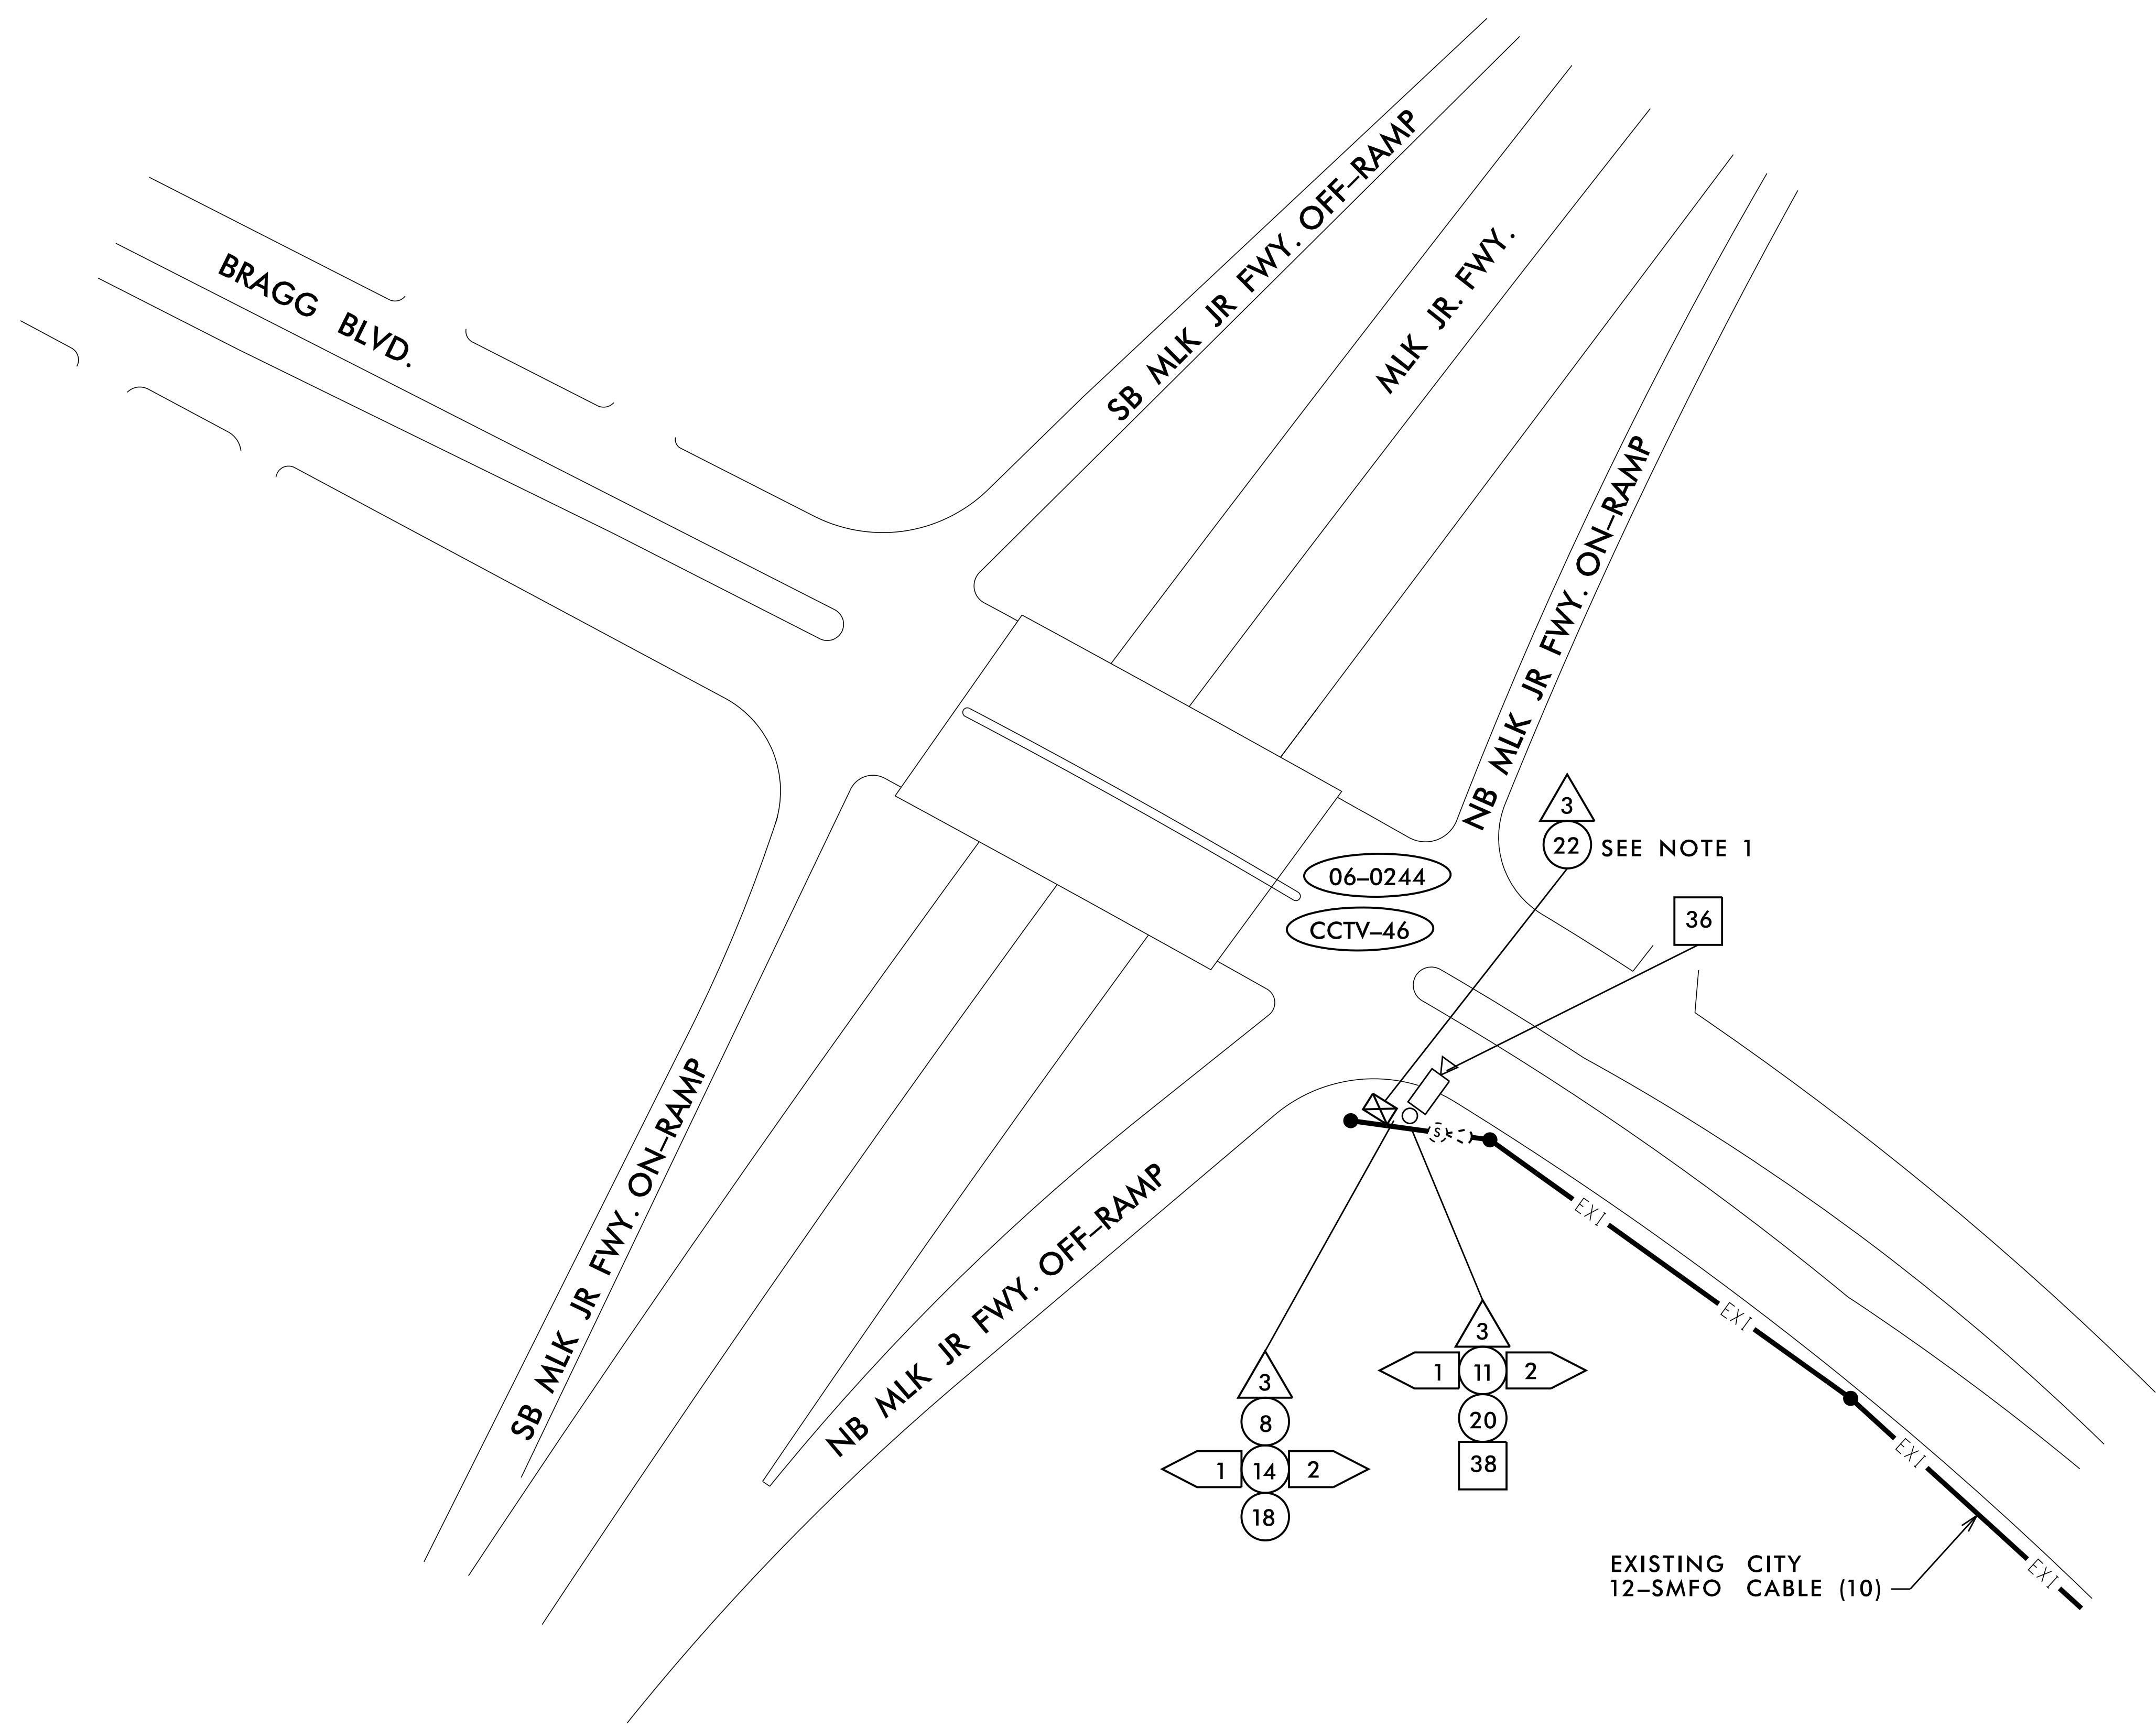 SB MLK JR FWY. OFF–RAMP
MLK JR. FWY.
BRAGG BLVD.
NB MLK JR FWY. ON–RAMP
3
22 SEE NOTE 1
06–0244
36
CCTV–46
S
SB MLK JR FWY. ON–RAMP
NB MLK JR FWY. OFF–RAMP
EXI
EXI
3
1 11 2
20
38
3
8
1 14 2
18
EXI
EXISTING CITY
12–SMFO CABLE (10)
EXI